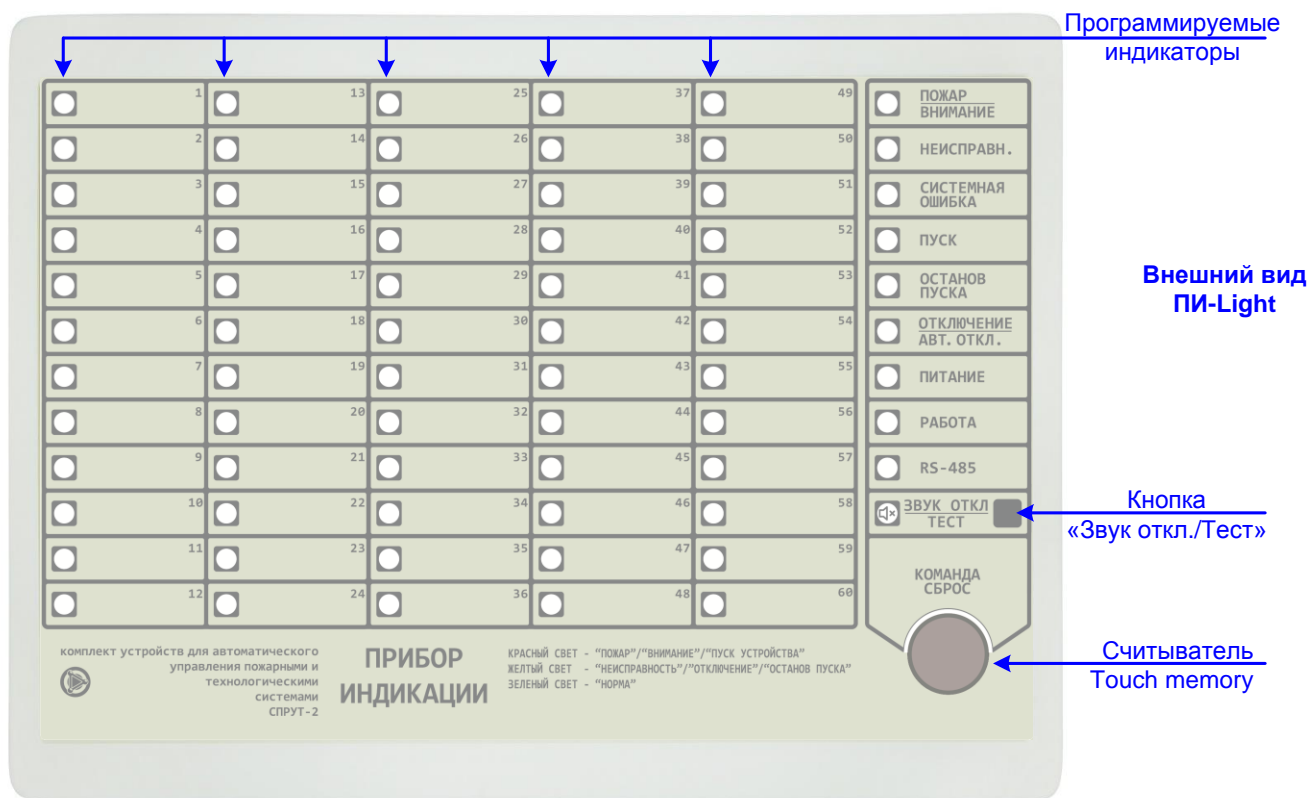 Программируемые
индикаторы
1 13 25 37 49
2 14 26 38 50
3 15 27 39 51
4 16 28 40 52
5 17 29 41 53
6 18 30 42 54
7 19 31 43 55
8 20 32 44 56
9 21 33 45 57
10 22 34 46 58
11 23 35 47 59
12 24 36 48 60
ПОЖАР
ВНИМАНИЕ
НЕИСПРАВН.
СИСТЕМНАЯ
ОШИБКА
ПУСК
ОСТАНОВ
ПУСКА
ОТКЛЮЧЕНИЕ
АВТ. ОТКЛ.
ПИТАНИЕ
РАБОТА
RS-485
ЗВУК ОТКЛ
ТЕСТ
КОМАНДА
СБРОС
Внешний вид
ПИ-Light
Кнопка
«Звук откл./Тест»
Считыватель
Touch memory
комплект устройств для автоматического
управления пожарными и
технологическими
системами
СПРУТ-2
ПРИБОР
ИНДИКАЦИИ
КРАСНЫЙ СВЕТ - "ПОЖАР"/"ВНИМАНИЕ"/"ПУСК УСТРОЙСТВА"
ЖЕЛТЫЙ СВЕТ - "НЕИСПРАВНОСТЬ"/"ОТКЛЮЧЕНИЕ"/"ОСТАНОВ ПУСКА"
ЗЕЛЕНЫЙ СВЕТ - "НОРМА"